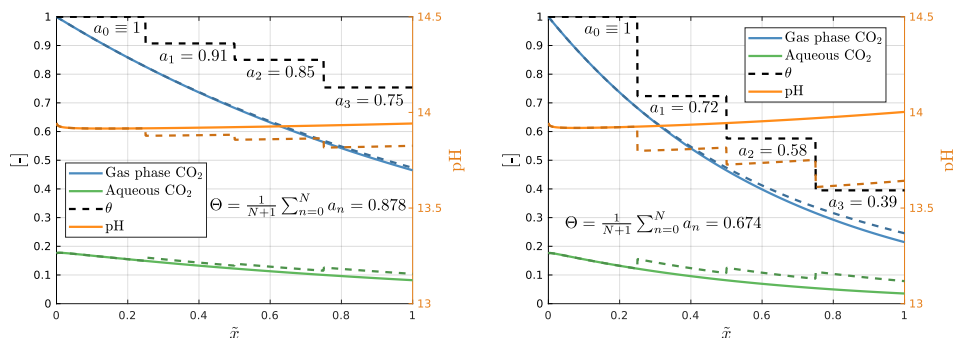 1
0.9
0.8
0.7
0.6
0.5
0.4
0.3
0.2
0.1
0
[-]
14.5
14
13.5
13
pH
a₀ ≡ 1
a₁ = 0.91
a₂ = 0.85
a₃ = 0.75
Gas phase CO₂
Aqueous CO₂
θ
pH
Θ = 1/(N+1) ∑ₙ₌₀ᴺ aₙ = 0.878
0 0.2 0.4 0.6 0.8 1
x̃
1
0.9
0.8
0.7
0.6
0.5
0.4
0.3
0.2
0.1
0
[-]
14.5
14
13.5
13
pH
a₀ ≡ 1
Gas phase CO₂
Aqueous CO₂
θ
pH
a₁ = 0.72
a₂ = 0.58
a₃ = 0.39
Θ = 1/(N+1) ∑ₙ₌₀ᴺ aₙ = 0.674
0 0.2 0.4 0.6 0.8 1
x̃